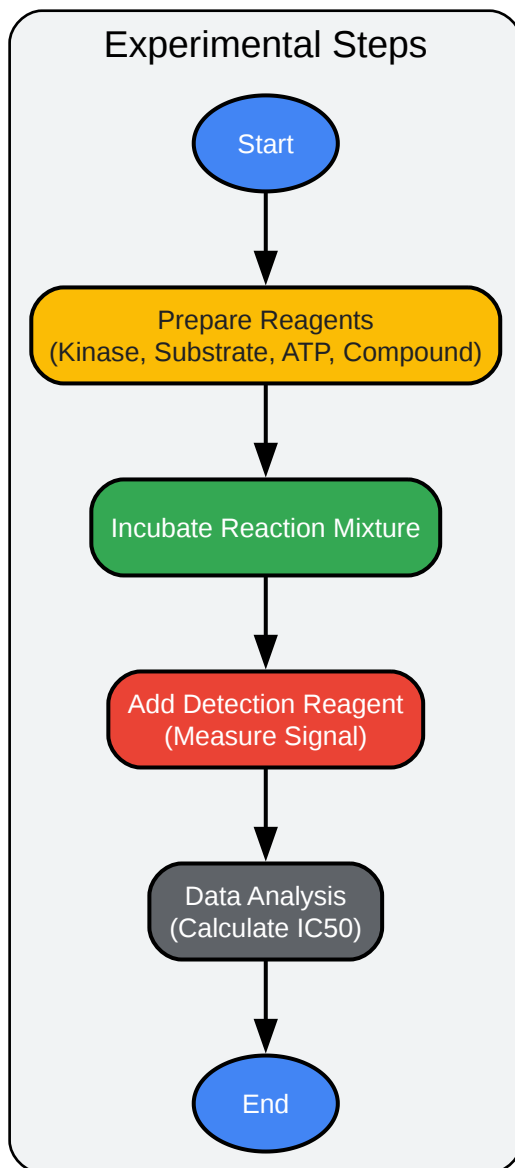 Experimental Steps
Start
Prepare Reagents
(Kinase, Substrate, ATP, Compound)
Incubate Reaction Mixture
Add Detection Reagent
(Measure Signal)
Data Analysis
(Calculate IC50)
End